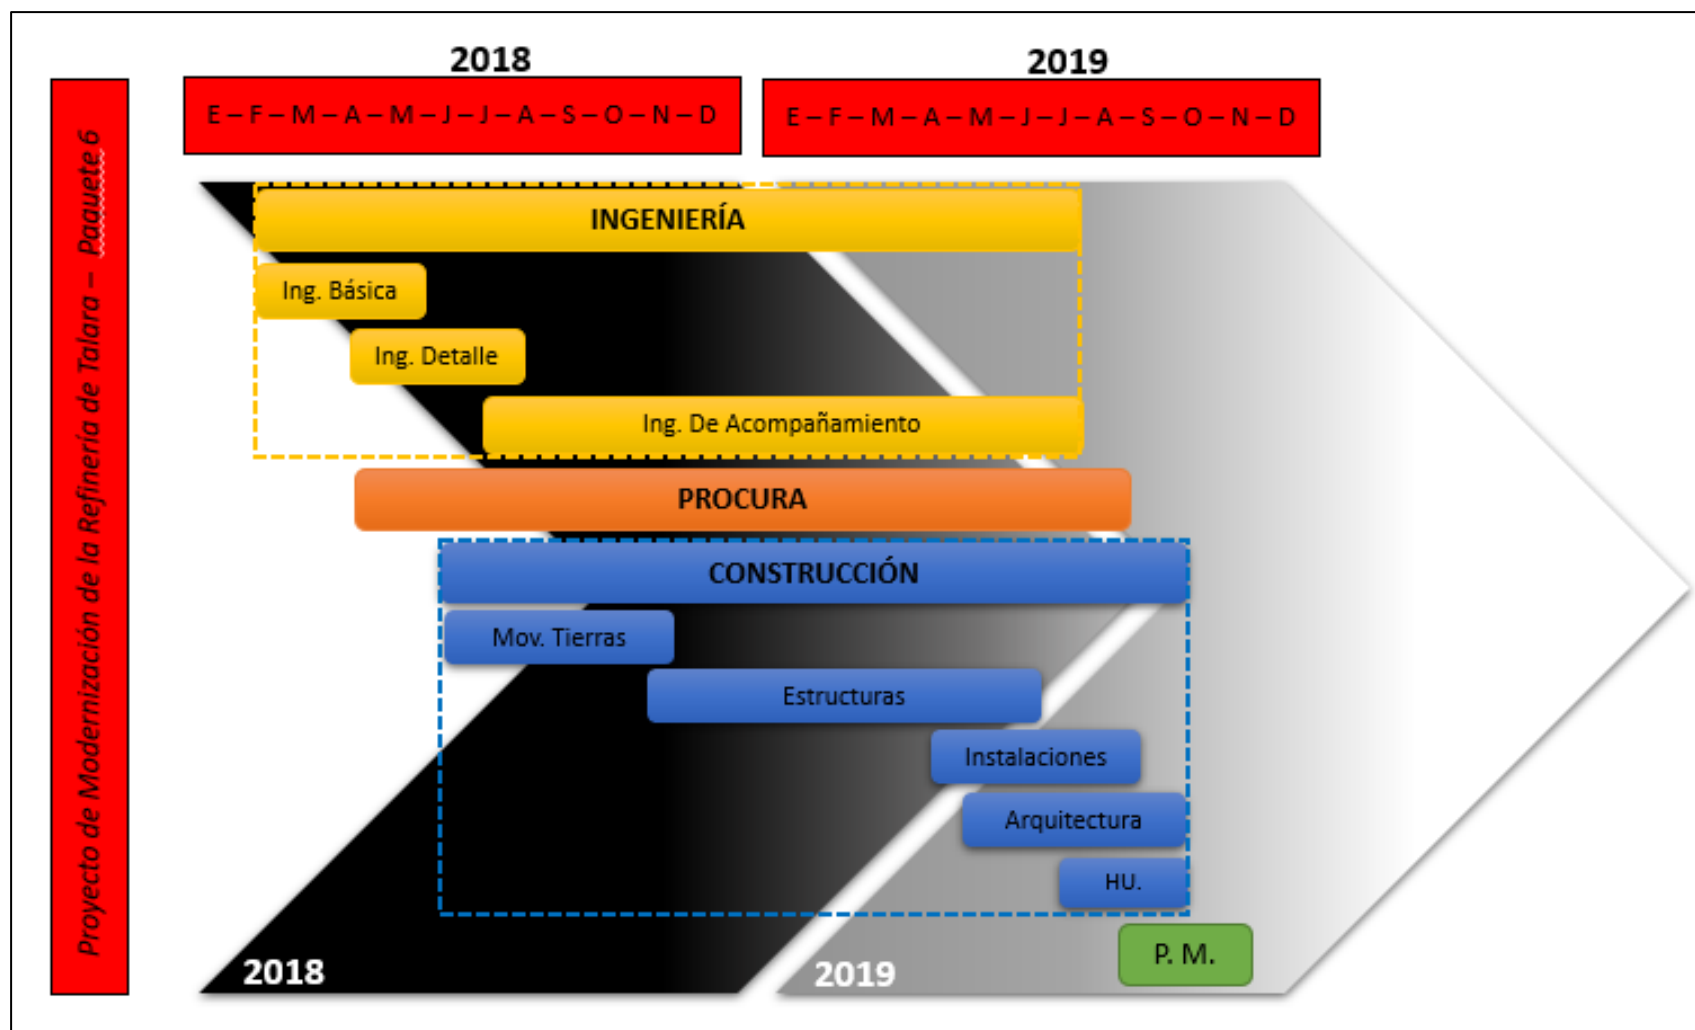 2018
2019
E – F – M – A – M – J – J – A – S – O – N – D
E – F – M – A – M – J – J – A – S – O – N – D
Proyecto de Modernización de la Refinería de Talara – Paquete 6
INGENIERÍA
Ing. Básica
Ing. Detalle
Ing. De Acompañamiento
PROCURA
CONSTRUCCIÓN
Mov. Tierras
Estructuras
Instalaciones
Arquitectura
HU.
P. M.
2018
2019